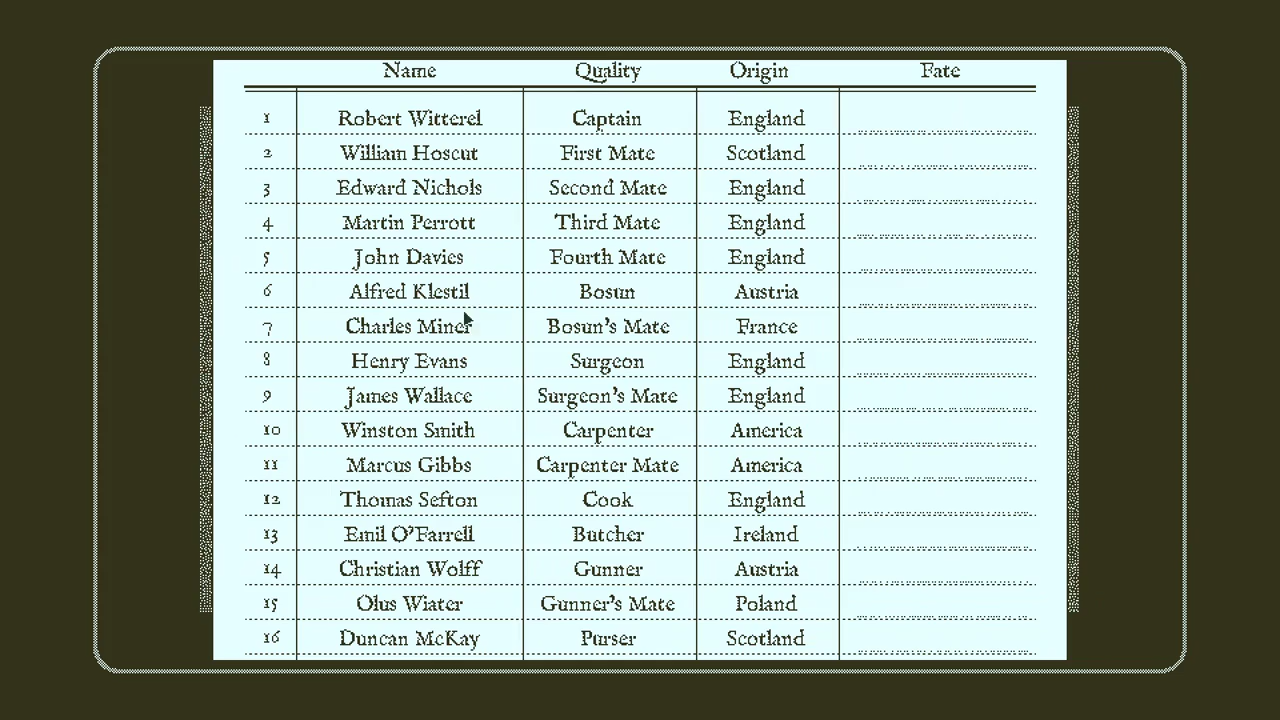 Name Quality Origin Fate
1 Robert Witterel Captain England
2 William Hoscut First Mate Scotland
3 Edward Nichols Second Mate England
4 Martin Perrott Third Mate England
5 John Davies Fourth Mate England
6 Alfred Klestil Bosun Austria
7 Charles Miner Bosun's Mate France
8 Henry Evans Surgeon England
9 James Wallace Surgeon's Mate England
10 Winston Smith Carpenter America
11 Marcus Gibbs Carpenter Mate America
12 Thomas Sefton Cook England
13 Emil O'Farrell Butcher Ireland
14 Christian Wolff Gunner Austria
15 Olus Wiater Gunner's Mate Poland
16 Duncan McKay Purser Scotland